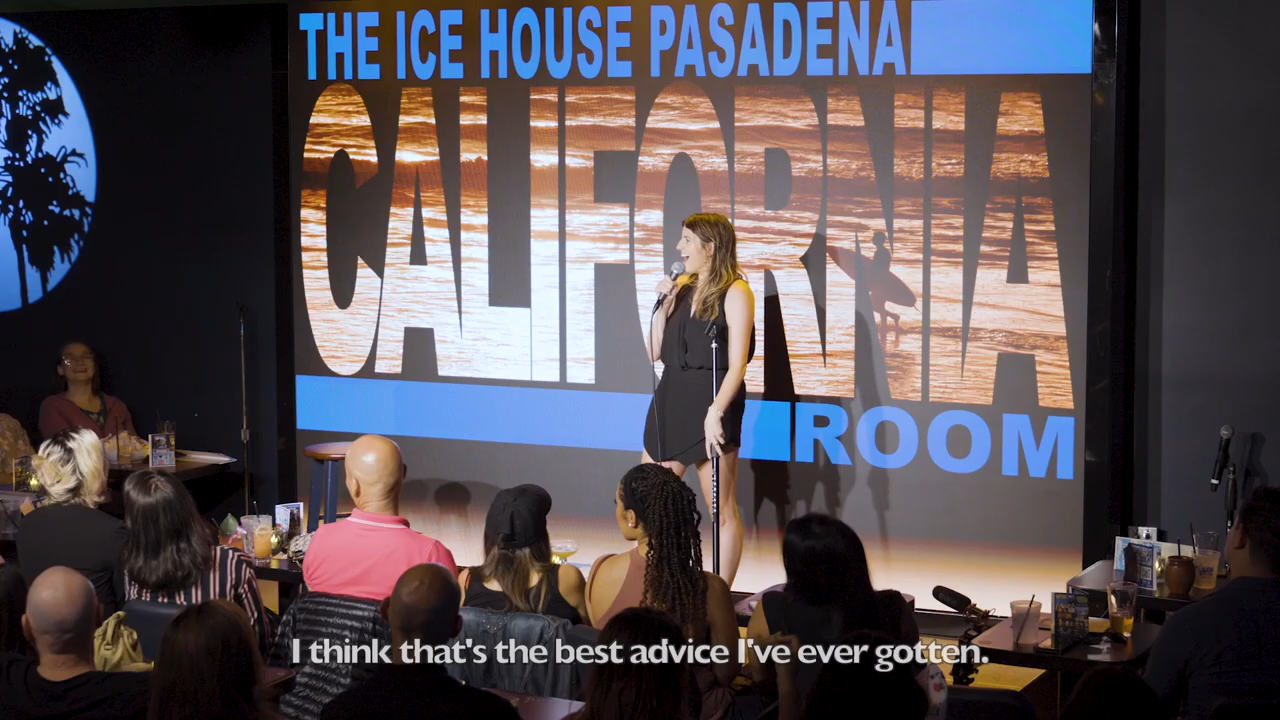 THE ICE HOUSE PASADENA
CALIFORNIA
ROOM
I think that's the best advice I've ever gotten.